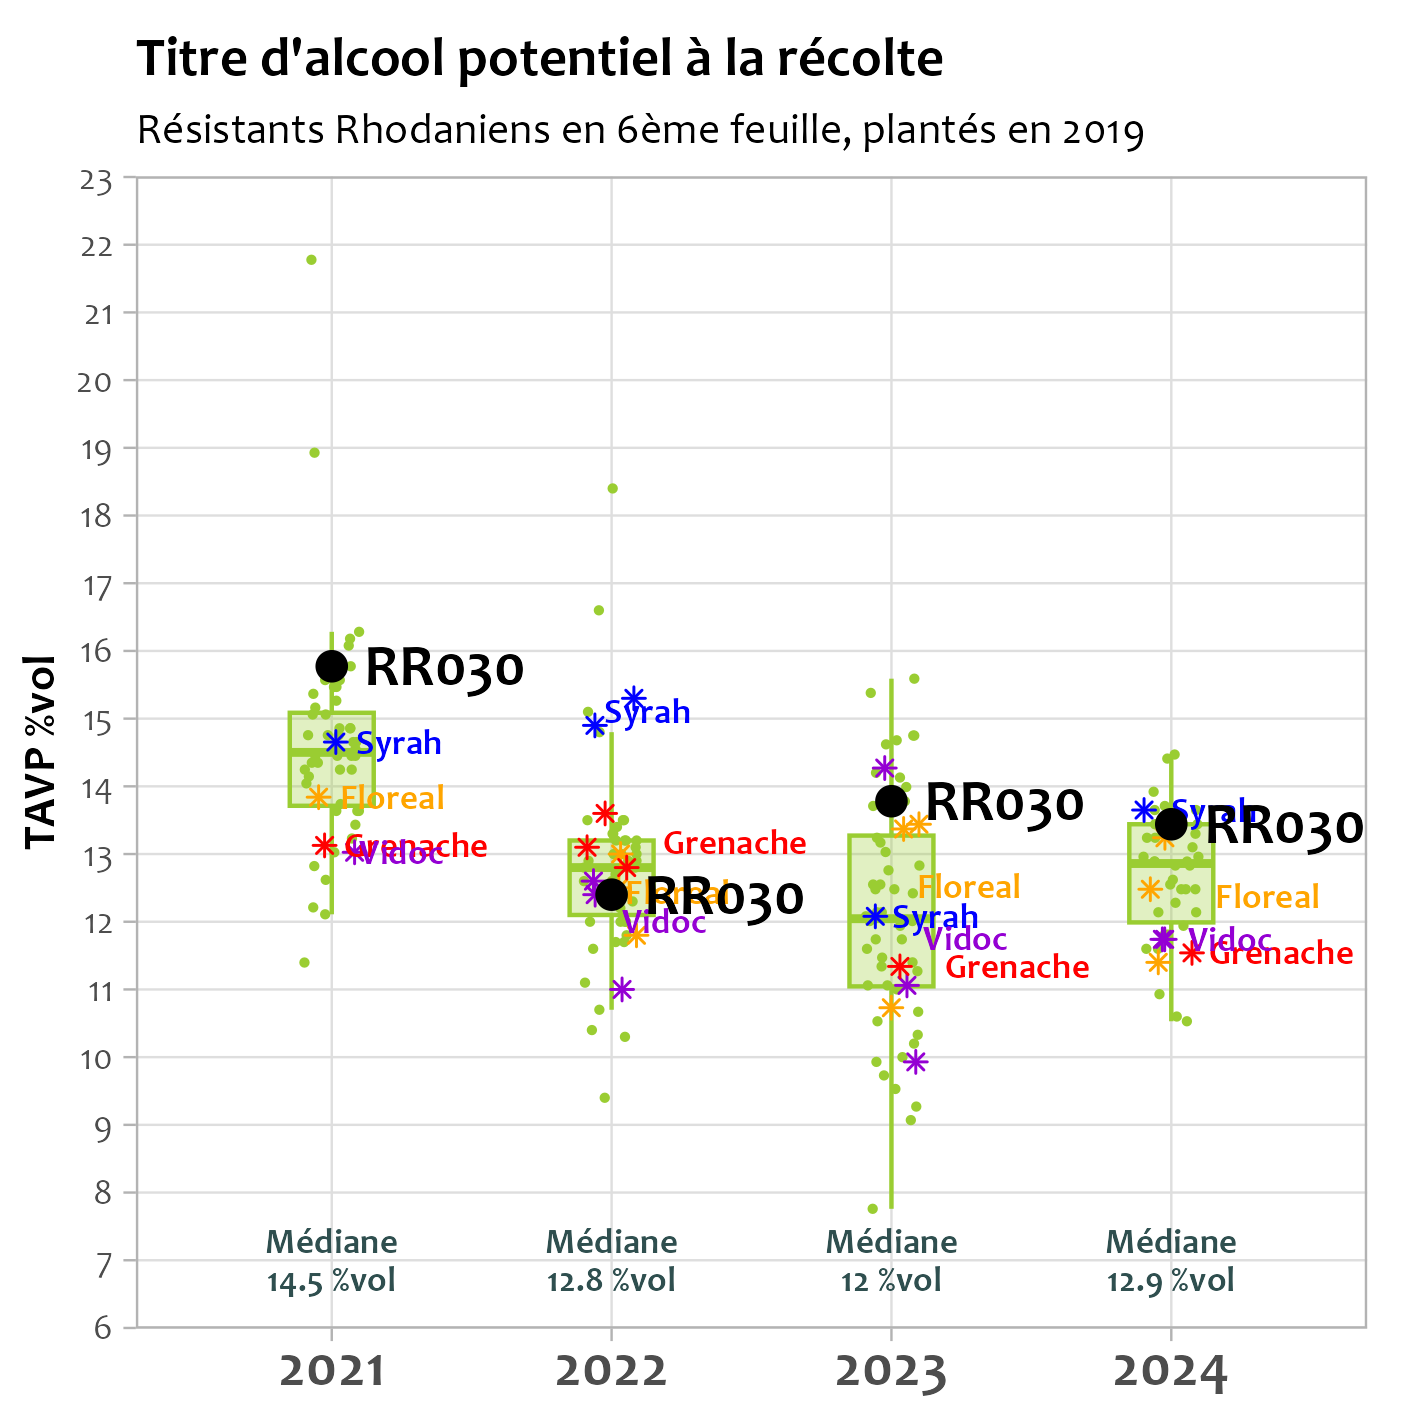 Titre d'alcool potentiel à la récolte
Résistants Rhodaniens en 6ème feuille, plantés en 2019
TAVP %vol
23
22
21
20
19
18
17
16
15
14
13
12
11
10
9
8
7
6
RR030
Syrah
Floreal
Grenache
Vidoc
Syrah
Grenache
Floreal
RR030
Vidoc
RR030
Floreal
Syrah
Vidoc
Grenache
Syrah
RR030
Floreal
Vidoc
Grenache
Médiane
14.5 %vol
Médiane
12.8 %vol
Médiane
12 %vol
Médiane
12.9 %vol
2021
2022
2023
2024